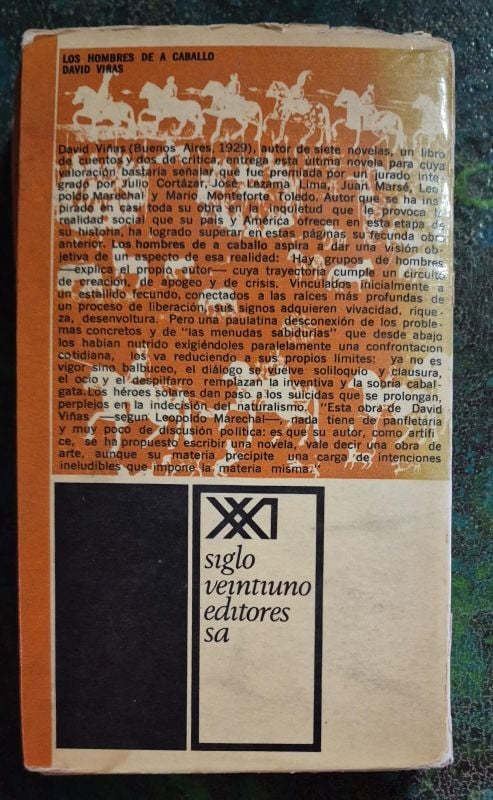 LOS HOMBRES DE A CABALLO
DAVID VIÑAS
David Viñas (Buenos Aires, 1929), autor de siete novelas, un libro
de cuentos y dos de crítica, entrega esta última novela para cuya
valoración bastaría señalar que fue premiada por un jurado inte-
grado por Julio Cortázar, José Lezama Lima, Juan Marsé, Leo-
poldo Marechal y Mario Monteforte Toledo. Autor que se ha ins-
pirado en casi toda su obra en la inquietud que le provoca la
realidad social que su país y América ofrecen en esta etapa de
su historia, ha logrado superar en estas páginas su fecunda obra
anterior. Los hombres de a caballo aspira a dar una visión ob-
jetiva de un aspecto de esa realidad: Hay grupos de hombres
—explica el propio autor— cuya trayectoria cumple un circuito
de creación, de apogeo y de crisis. Vinculados inicialmente a
un estallido fecundo, conectados a las raíces más profundas de
un proceso de liberación, sus signos adquieren vivacidad, rique-
za, desenvoltura. Pero una paulatina desconexión de los proble-
mas concretos y de "las menudas sabidurías" que desde abajo
los habían nutrido exigiéndoles paralelamente una confrontación
cotidiana, los va reduciendo a sus propios límites: ya no es
vigor sino balbuceo, el diálogo se vuelve soliloquio y clausura,
el ocio y el despilfarro remplazan la inventiva y la sobria cabal-
gata. Los héroes solares dan paso a los suicidas que se prolongan,
perplejos en la indecisión del naturalismo. "Esta obra de David
Viñas —segun Leopoldo Marechal—, nada tiene de panfletaria
y muy poco de discusión política: es que su autor, como artífi-
ce, se ha propuesto escribir una novela, vale decir una obra de
arte, aunque su materia precipite una carga de intenciones
ineludibles que impone la materia misma."
siglo
veintiuno
editores
sa